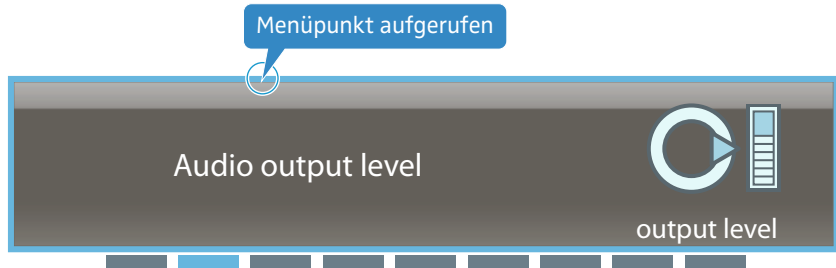 Menüpunkt aufgerufen
Audio output level
output level